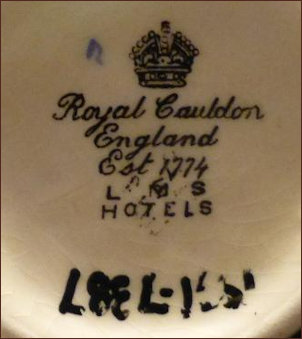 Royal Cauldon
England
Est 1774
L M S
HOTELS